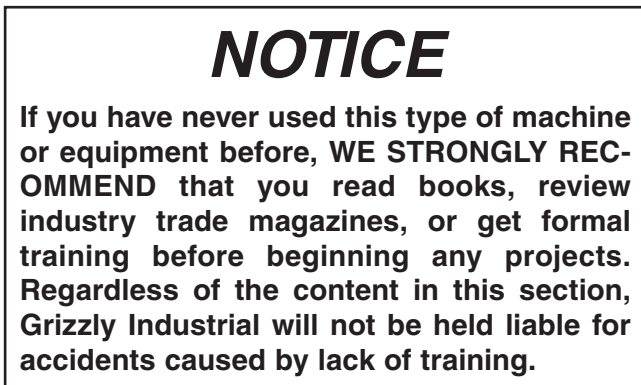 NOTICE
If you have never used this type of machine
or equipment before, WE STRONGLY REC-
OMMEND that you read books, review
industry trade magazines, or get formal
training before beginning any projects.
Regardless of the content in this section,
Grizzly Industrial will not be held liable for
accidents caused by lack of training.